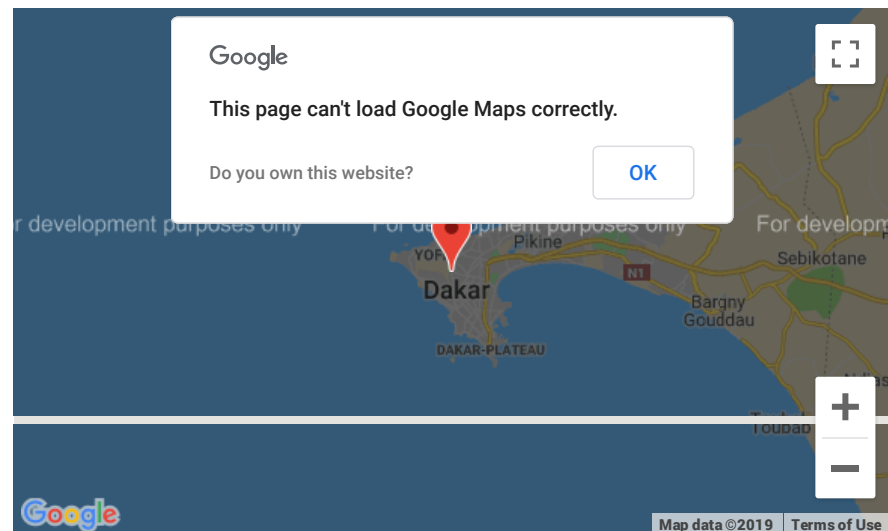 Google
This page can't load Google Maps correctly.
Do you own this website?
OK
r development purposes only
For development purposes only
For developm
YOF
Pikine
N1
Sebikotane
Dakar
Bargny
Gouddau
DAKAR-PLATEAU
Toubab
Google
Map data ©2019
Terms of Use